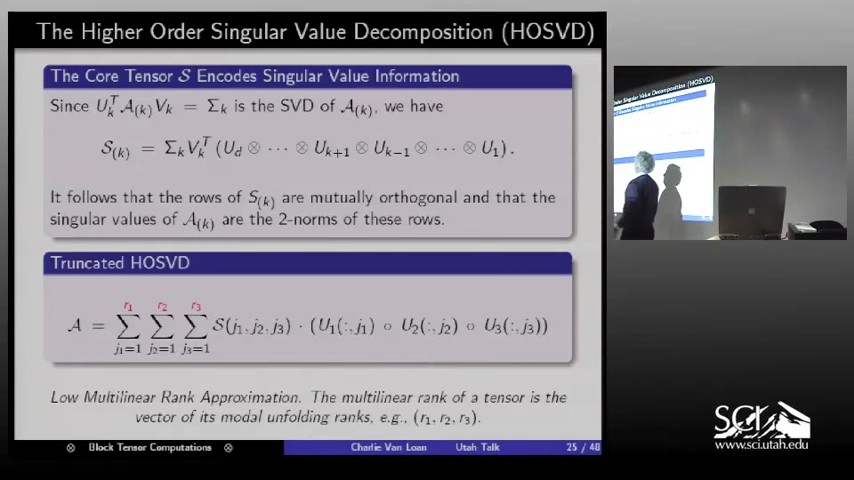 The Higher Order Singular Value Decomposition (HOSVD)
The Core Tensor 𝒮 Encodes Singular Value Information
Since U_k^T 𝒜_(k) V_k = Σ_k is the SVD of 𝒜_(k), we have
𝒮_(k) = Σ_k V_k^T (U_d ⊗ ··· ⊗ U_{k+1} ⊗ U_{k−1} ⊗ ··· ⊗ U_1) .
It follows that the rows of S_(k) are mutually orthogonal and that the
singular values of 𝒜_(k) are the 2-norms of these rows.
Truncated HOSVD
𝒜 = ∑_{j_1=1}^{r_1} ∑_{j_2=1}^{r_2} ∑_{j_3=1}^{r_3} 𝒮(j_1, j_2, j_3) · (U_1(:, j_1) ∘ U_2(:, j_2) ∘ U_3(:, j_3))
Low Multilinear Rank Approximation. The multilinear rank of a tensor is the
vector of its modal unfolding ranks, e.g., (r_1, r_2, r_3).
⊗ Block Tensor Computations ⊗ Charlie Van Loan Utah Talk 25 / 48
SCI
www.sci.utah.edu